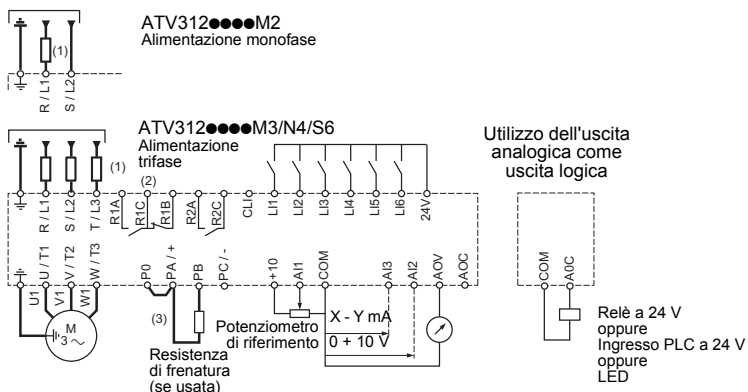 ATV312●●●●M2
Alimentazione monofase
(1)
R / L1
S / L2
ATV312●●●●M3/N4/S6
Alimentazione
trifase
(1)
(2)
R / L1
S / L2
T / L3
R1A
R1C
R1B
R2A
R2C
CLI
LI1
LI2
LI3
LI4
LI5
LI6
24V
U / T1
V / T2
W / T3
P0
PA / +
PB
PC / -
+10
AI1
COM
AI3
AI2
AOV
AOC
U1
V1
W1
M
3 ~
(3)
Resistenza
di frenatura
(se usata)
Potenziometro
di riferimento
X - Y mA
0 + 10 V
Utilizzo dell'uscita
analogica come
uscita logica
COM
A0C
Relè a 24 V
oppure
Ingresso PLC a 24 V
oppure
LED